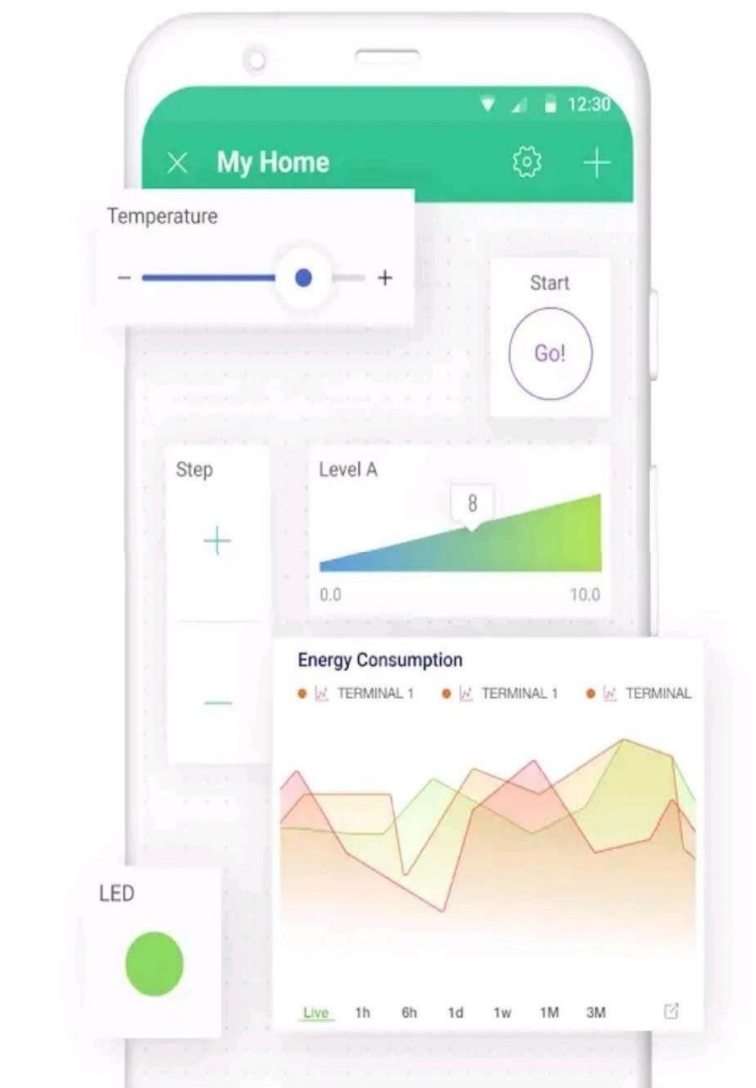 12:30
My Home
Temperature
− +
Start
Go!
Step
+
−
Level A
8
0.0 10.0
Energy Consumption
TERMINAL 1 TERMINAL 1 TERMINAL
LED
Live 1h 6h 1d 1w 1M 3M